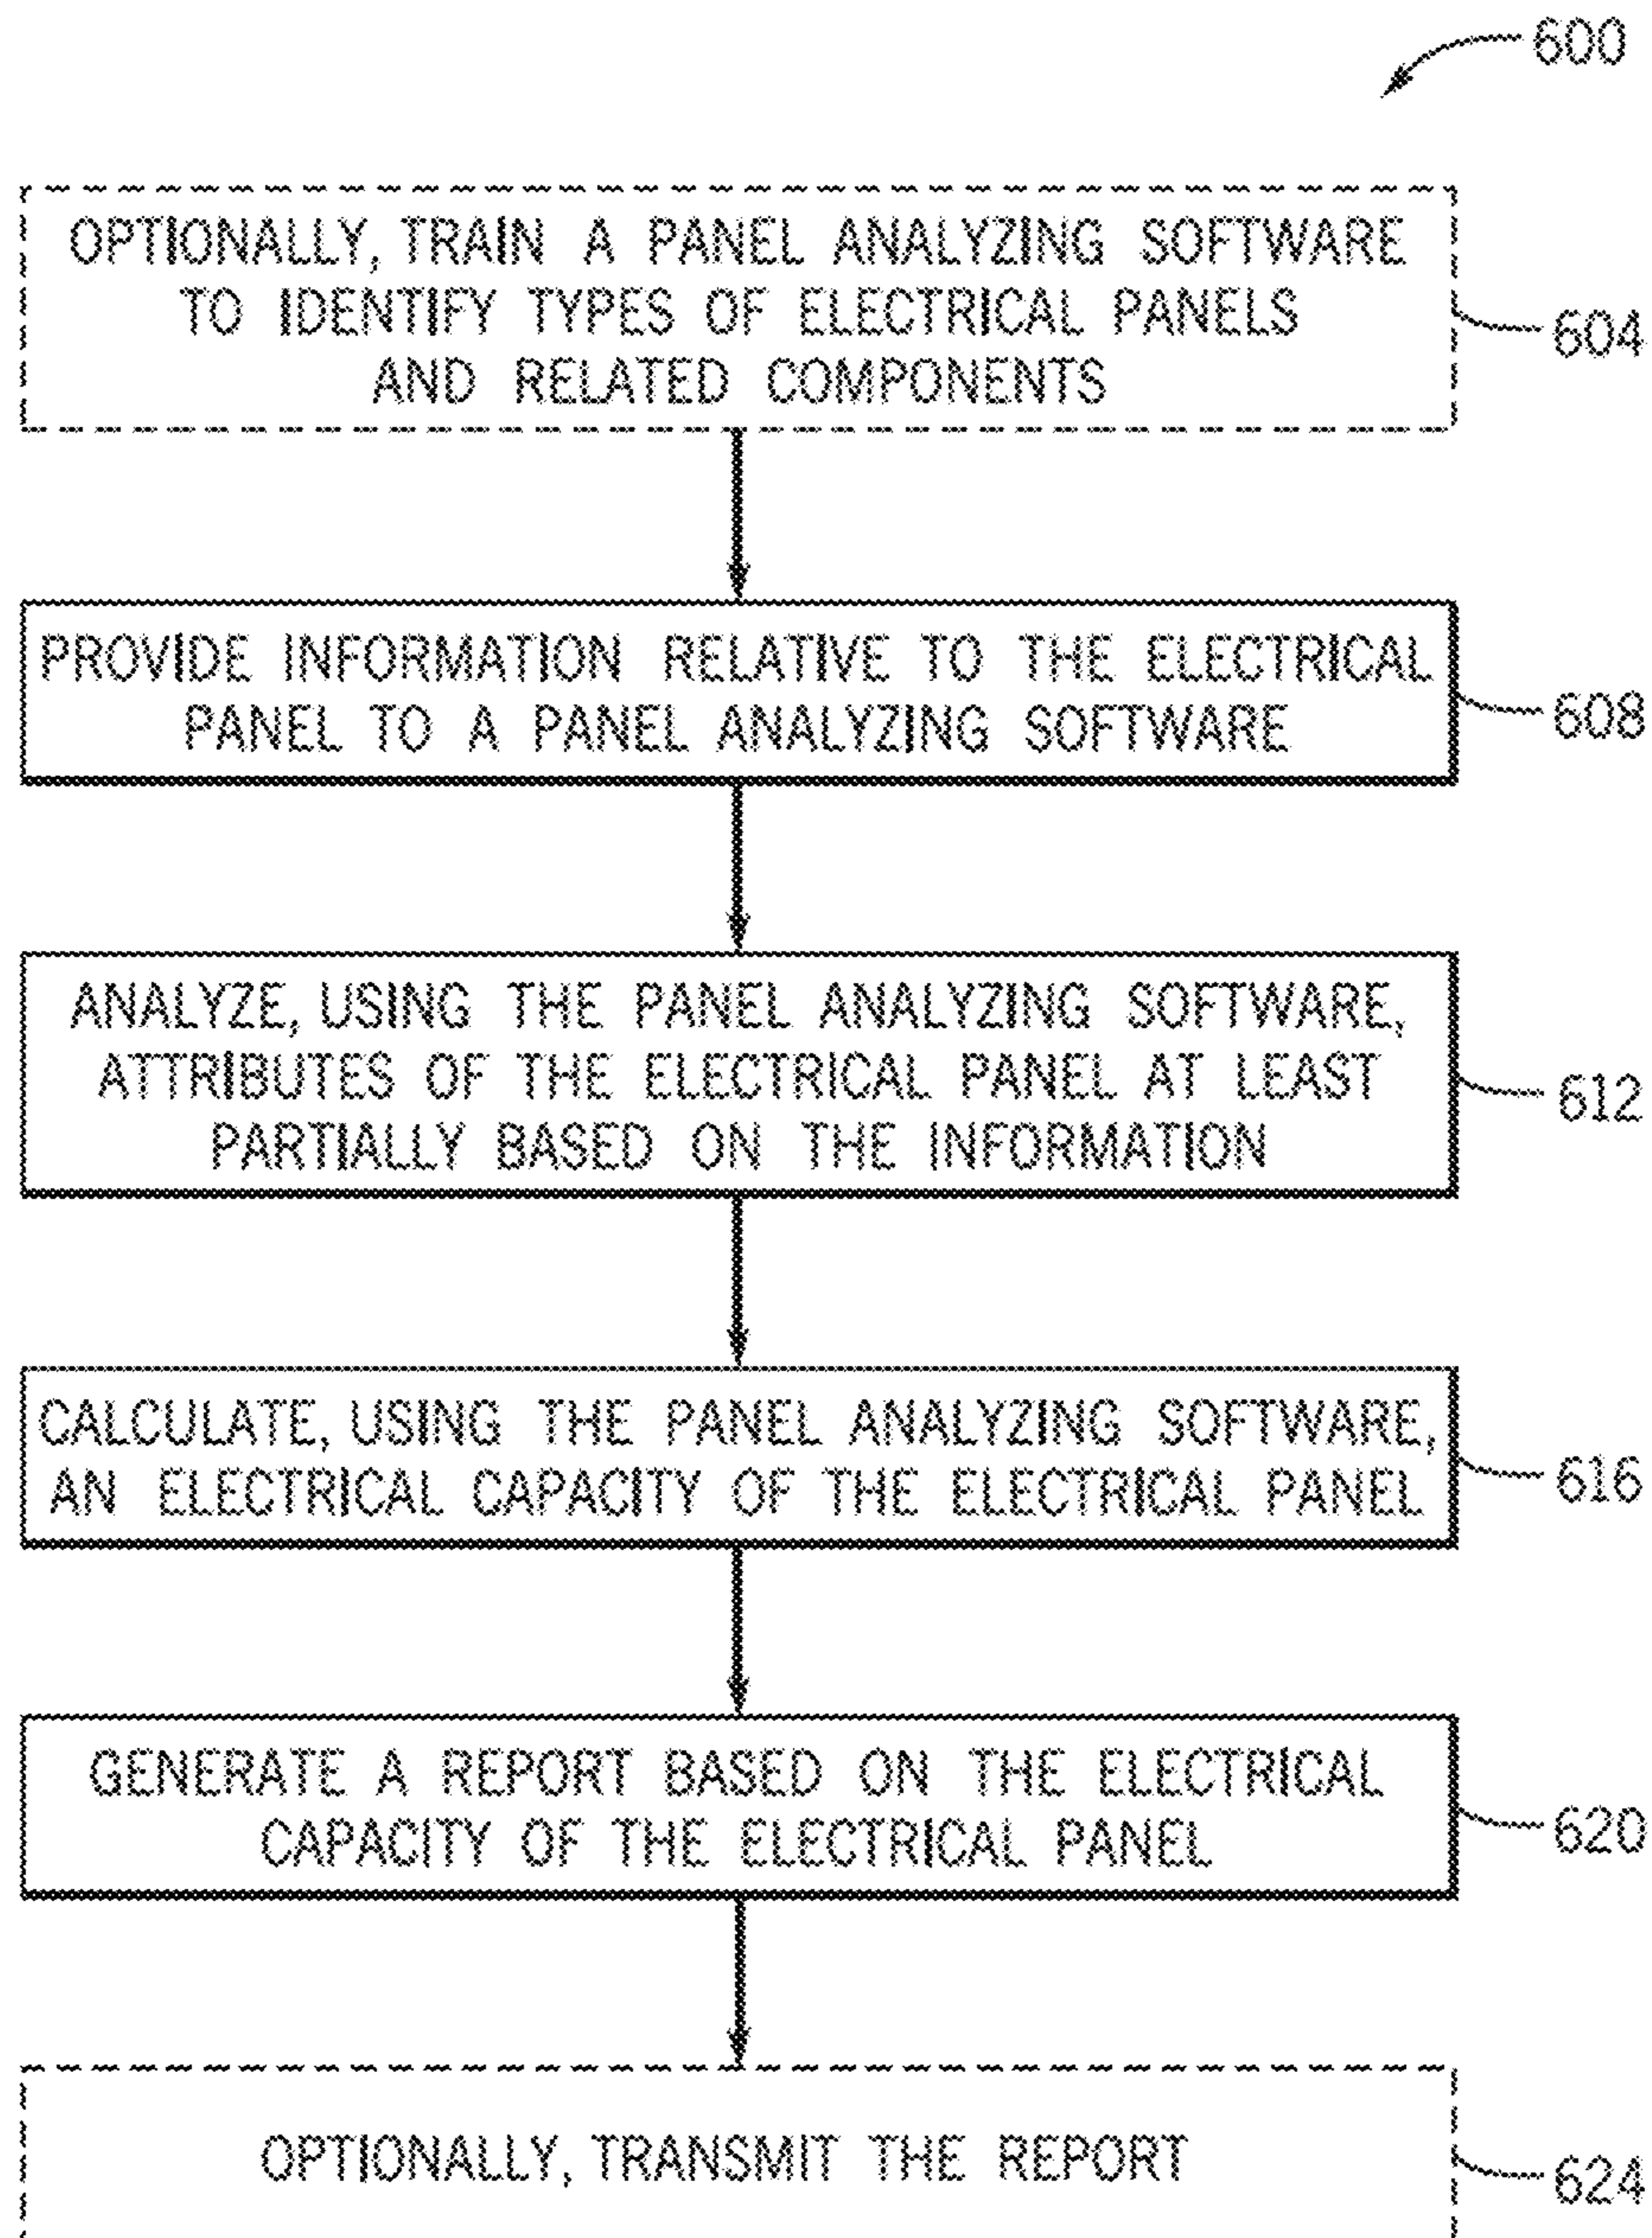 600
OPTIONALLY, TRAIN A PANEL ANALYZING SOFTWARE
TO IDENTIFY TYPES OF ELECTRICAL PANELS
AND RELATED COMPONENTS
604
PROVIDE INFORMATION RELATIVE TO THE ELECTRICAL
PANEL TO A PANEL ANALYZING SOFTWARE
608
ANALYZE, USING THE PANEL ANALYZING SOFTWARE,
ATTRIBUTES OF THE ELECTRICAL PANEL AT LEAST
PARTIALLY BASED ON THE INFORMATION
612
CALCULATE, USING THE PANEL ANALYZING SOFTWARE,
AN ELECTRICAL CAPACITY OF THE ELECTRICAL PANEL
616
GENERATE A REPORT BASED ON THE ELECTRICAL
CAPACITY OF THE ELECTRICAL PANEL
620
OPTIONALLY, TRANSMIT THE REPORT
624